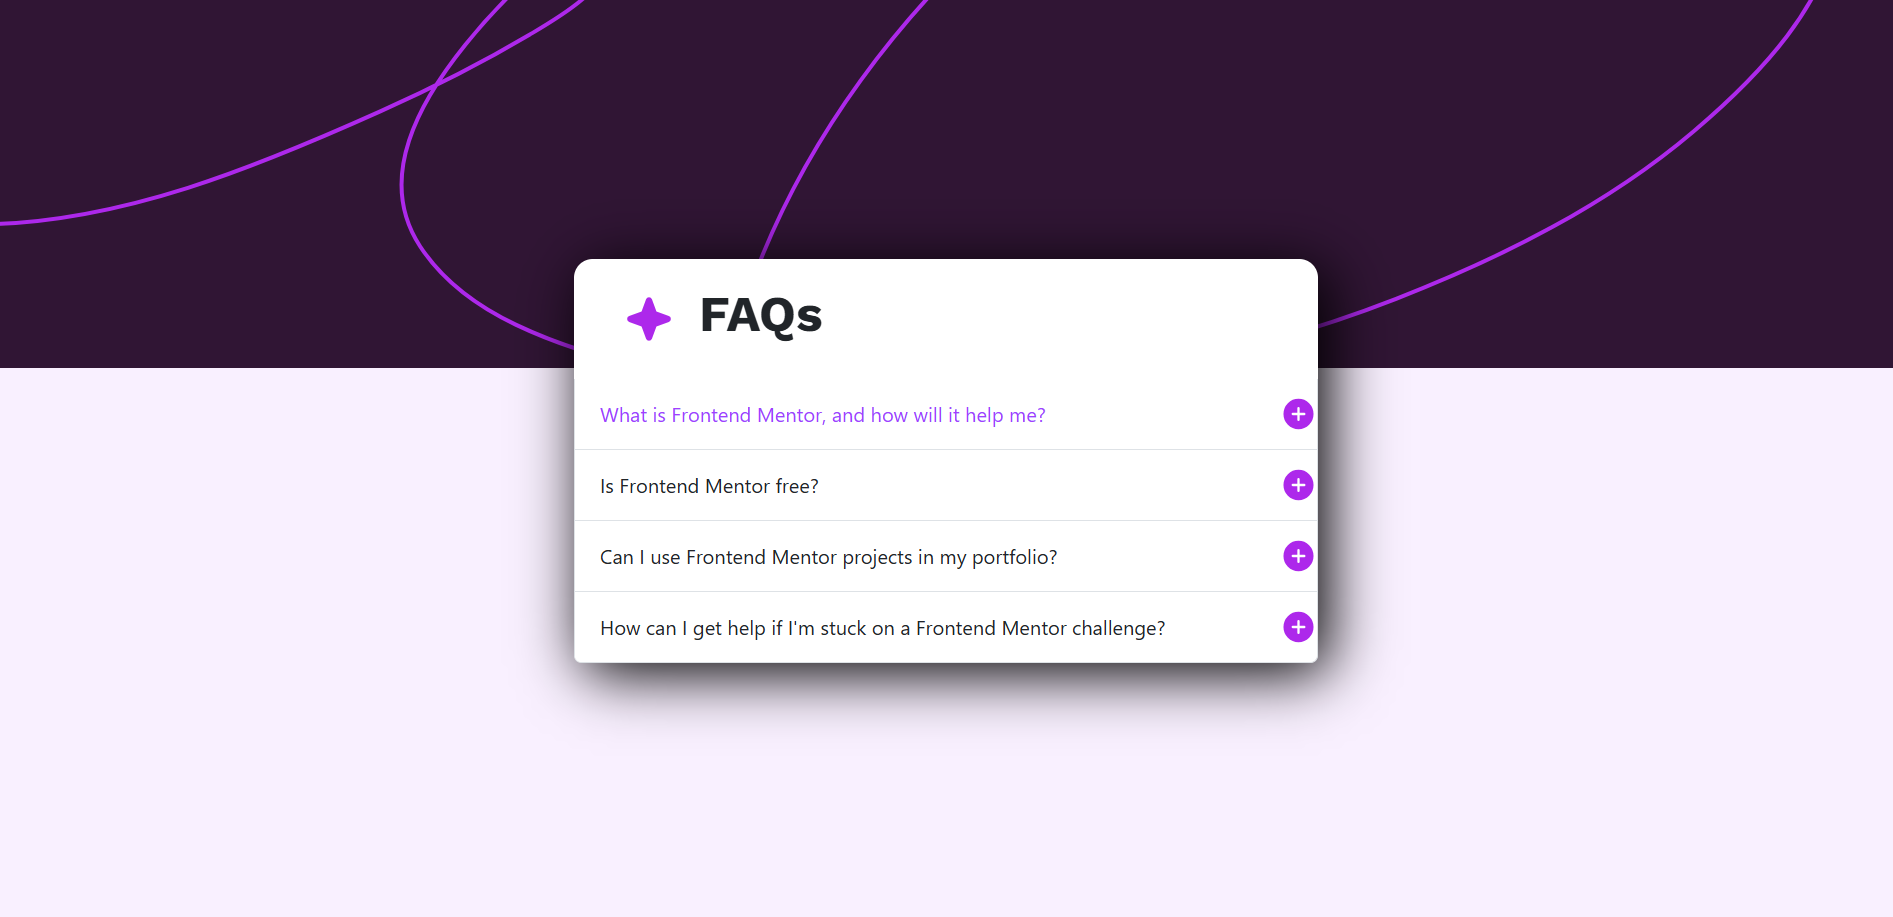 FAQs
What is Frontend Mentor, and how will it help me?
Is Frontend Mentor free?
Can I use Frontend Mentor projects in my portfolio?
How can I get help if I'm stuck on a Frontend Mentor challenge?